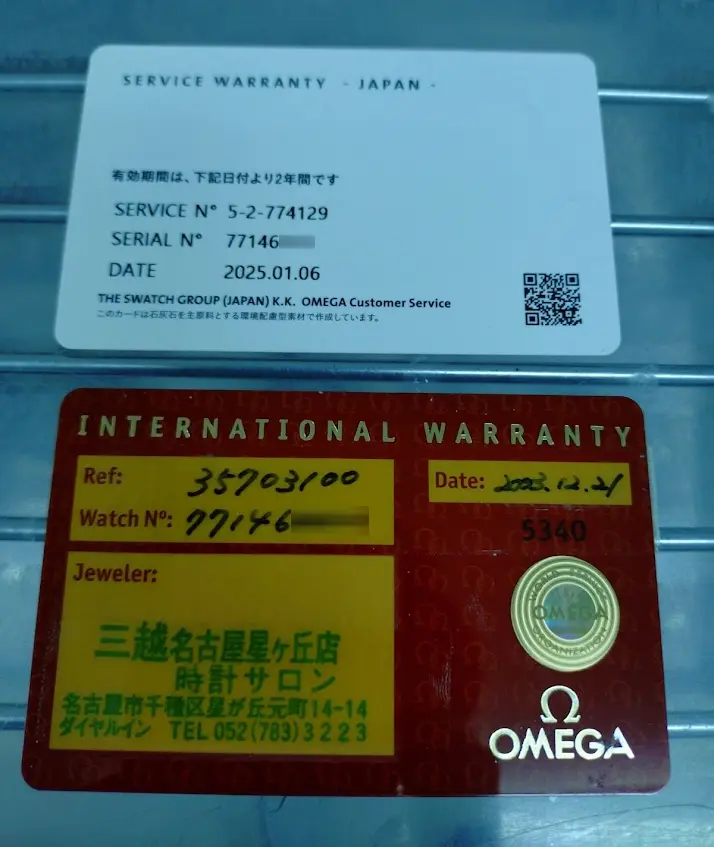 SERVICE WARRANTY - JAPAN -
有効期間は、下記日付より2年間です
SERVICE N° 5-2-774129
SERIAL N° 77146
DATE 2025.01.06
THE SWATCH GROUP (JAPAN) K.K. OMEGA Customer Service
このカードは石灰石を主原料とする環境配慮型素材で作成しています。
INTERNATIONAL WARRANTY
Ref: 35703100
Date: 2003.12.21
Watch N°: 77146
5340
Jeweler:
三越名古屋星ヶ丘店
時計サロン
名古屋市千種区星が丘元町14-14
ダイヤルイン TEL 052(783)3223
OMEGA
Ω
OMEGA